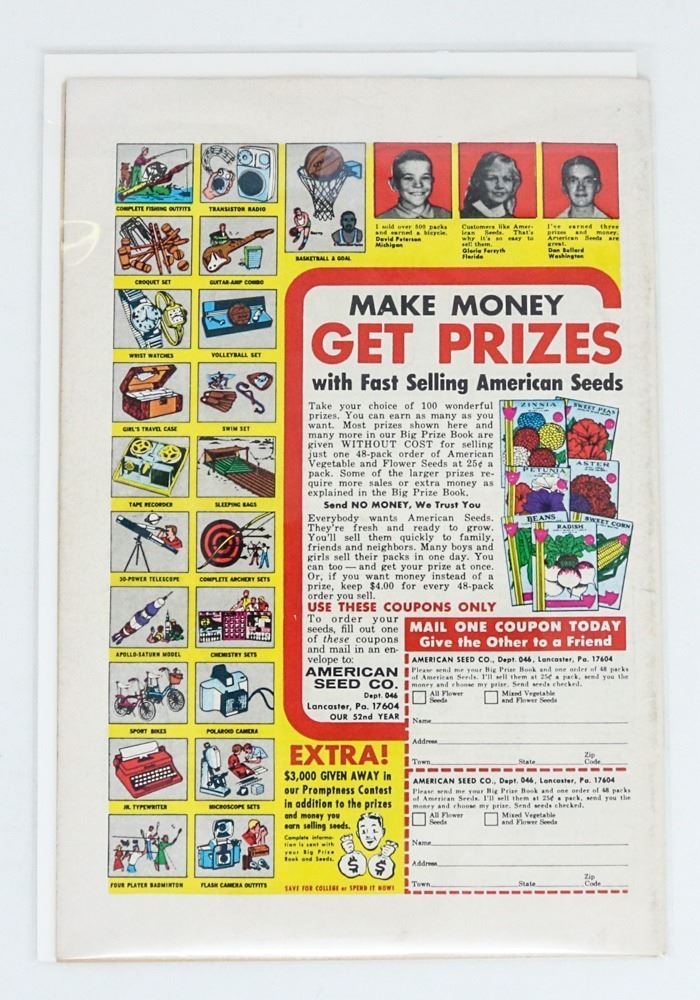 COMPLETE FISHING OUTFITS
TRANSISTOR RADIO
BASKETBALL & GOAL
I sold over 500 packs
and earned a bicycle.
David Peterson
Michigan
Customers like Amer-
ican Seeds. That's
why it's so easy to
sell them.
Gloria Forsyth
Florida
I've earned three
prizes and money.
American Seeds are
great.
Dan Ballard
Washington
CROQUET SET
GUITAR-AMP COMBO
WRIST WATCHES
VOLLEYBALL SET
GIRL'S TRAVEL CASE
SWIM SET
TAPE RECORDER
SLEEPING BAGS
30-POWER TELESCOPE
COMPLETE ARCHERY SETS
APOLLO-SATURN MODEL
CHEMISTRY SETS
SPORT BIKES
POLAROID CAMERA
JR. TYPEWRITER
MICROSCOPE SETS
FOUR PLAYER BADMINTON
FLASH CAMERA OUTFITS
MAKE MONEY
GET PRIZES
with Fast Selling American Seeds
Take your choice of 100 wonderful
prizes. You can earn as many as you
want. Most prizes shown here and
many more in our Big Prize Book are
given WITHOUT COST for selling
just one 48-pack order of American
Vegetable and Flower Seeds at 25¢ a
pack. Some of the larger prizes re-
quire more sales or extra money as
explained in the Big Prize Book.
Send NO MONEY, We Trust You
Everybody wants American Seeds.
They're fresh and ready to grow.
You'll sell them quickly to family,
friends and neighbors. Many boys and
girls sell their packs in one day. You
can too — and get your prize at once.
Or, if you want money instead of a
prize, keep $4.00 for every 48-pack
order you sell.
ZINNIA
SWEET PEAS
PETUNIA
ASTER
BEANS
RADISH
SWEET CORN
USE THESE COUPONS ONLY
To order your
seeds, fill out one
of these coupons
and mail in an en-
velope to:
AMERICAN
SEED CO.
Dept. 046
Lancaster, Pa. 17604
OUR 52nd YEAR
EXTRA!
$3,000 GIVEN AWAY in
our Promptness Contest
in addition to the prizes
and money you
earn selling seeds.
Complete informa-
tion is sent with
your Big Prize
Book and Seeds.
$ $
SAVE FOR COLLEGE or SPEND IT NOW!
MAIL ONE COUPON TODAY
Give the Other to a Friend
AMERICAN SEED CO., Dept. 046, Lancaster, Pa. 17604
Please send me your Big Prize Book and one order of 48 packs
of American Seeds. I'll sell them at 25¢ a pack, send you the
money and choose my prize. Send seeds checked.
All Flower Seeds
Mixed Vegetable and Flower Seeds
Name
Address
Town State Zip Code
AMERICAN SEED CO., Dept. 046, Lancaster, Pa. 17604
Please send me your Big Prize Book and one order of 48 packs
of American Seeds. I'll sell them at 25¢ a pack, send you the
money and choose my prize. Send seeds checked.
All Flower Seeds
Mixed Vegetable and Flower Seeds
Name
Address
Town State Zip Code